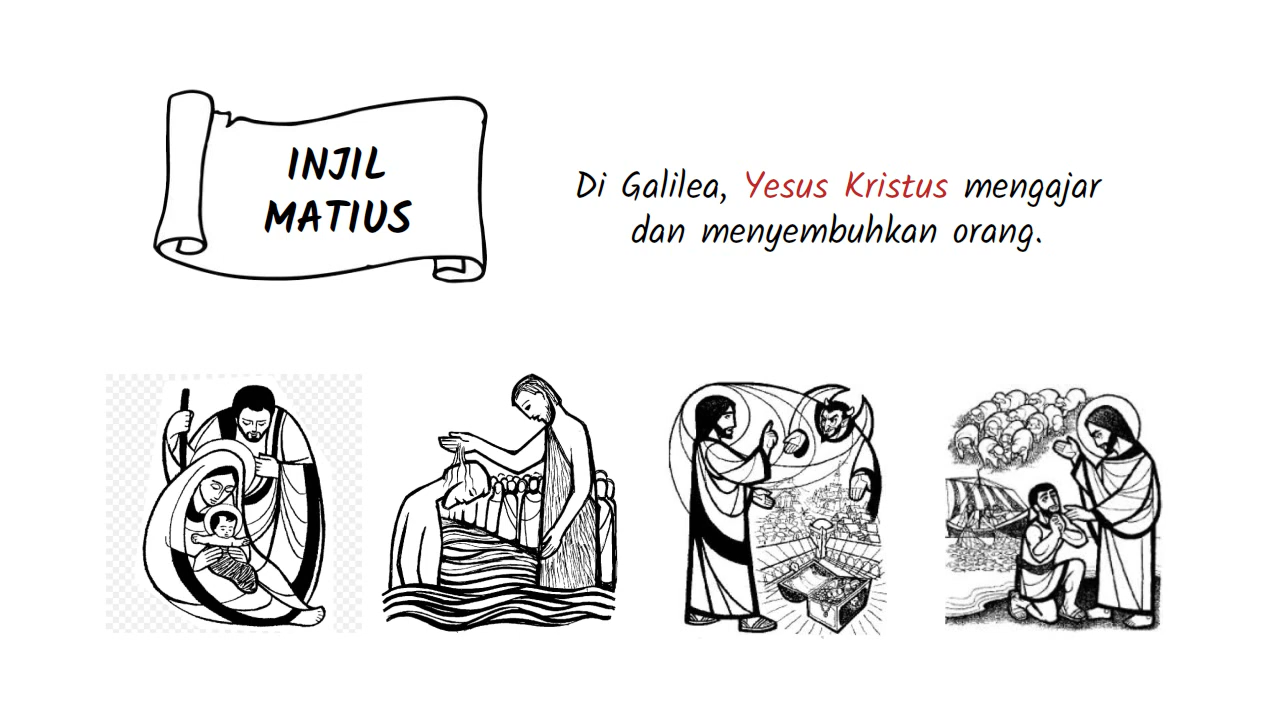 INJIL
MATIUS
Di Galilea, Yesus Kristus mengajar
dan menyembuhkan orang.